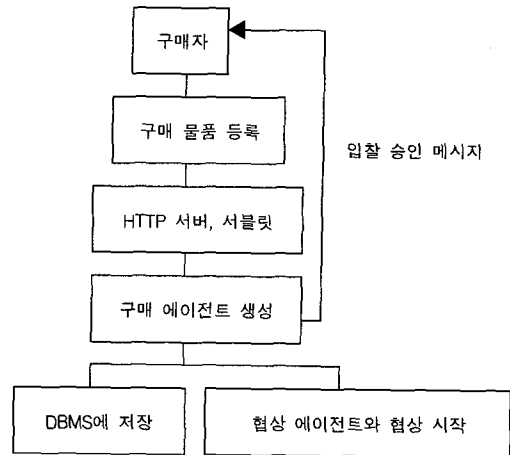 구매자
구매 물품 등록
입찰 승인 메시지
HTTP 서버, 서블릿
구매 에이전트 생성
DBMS에 저장
협상 에이전트와 협상 시작